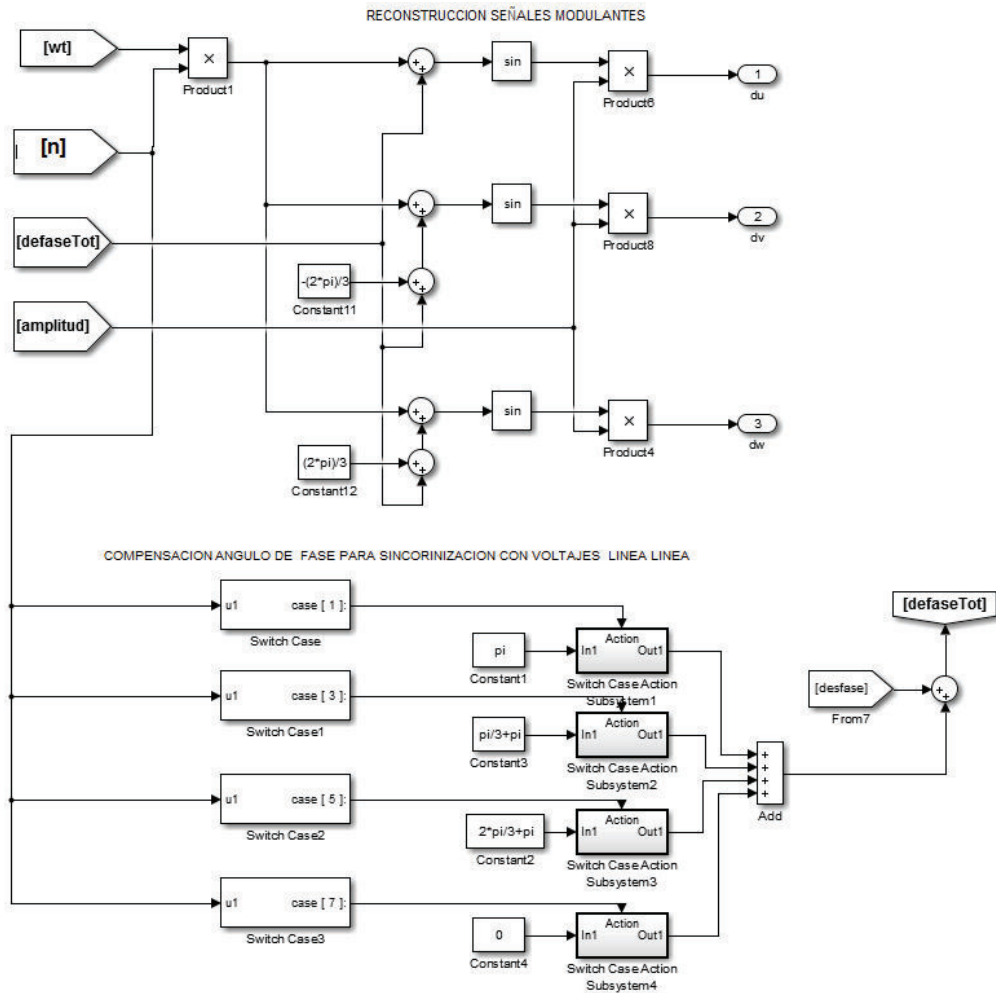 RECONSTRUCCION SEÑALES MODULANTES
[wt]
×
Product1
+
+
sin
×
Product6
1
du
[n]
[defaseTot]
+
+
sin
×
Product8
2
dv
-(2*pi)/3
Constant11
+
+
[amplitud]
+
+
sin
×
Product4
3
dw
(2*pi)/3
Constant12
+
+
COMPENSACION ANGULO DE FASE PARA SINCORINIZACION CON VOLTAJES LINEA LINEA
u1 case [ 1 ]:
Switch Case
pi
Constant1
Action
In1 Out1
Switch Case Action
Subsystem1
u1 case [ 3 ]:
Switch Case1
pi/3+pi
Constant3
Action
In1 Out1
Switch Case Action
Subsystem2
u1 case [ 5 ]:
Switch Case2
2*pi/3+pi
Constant2
Action
In1 Out1
Switch Case Action
Subsystem3
u1 case [ 7 ]:
Switch Case3
0
Constant4
Action
In1 Out1
Switch Case Action
Subsystem4
+
+
+
+
Add
[defaseTot]
[desfase]
From7
+
+